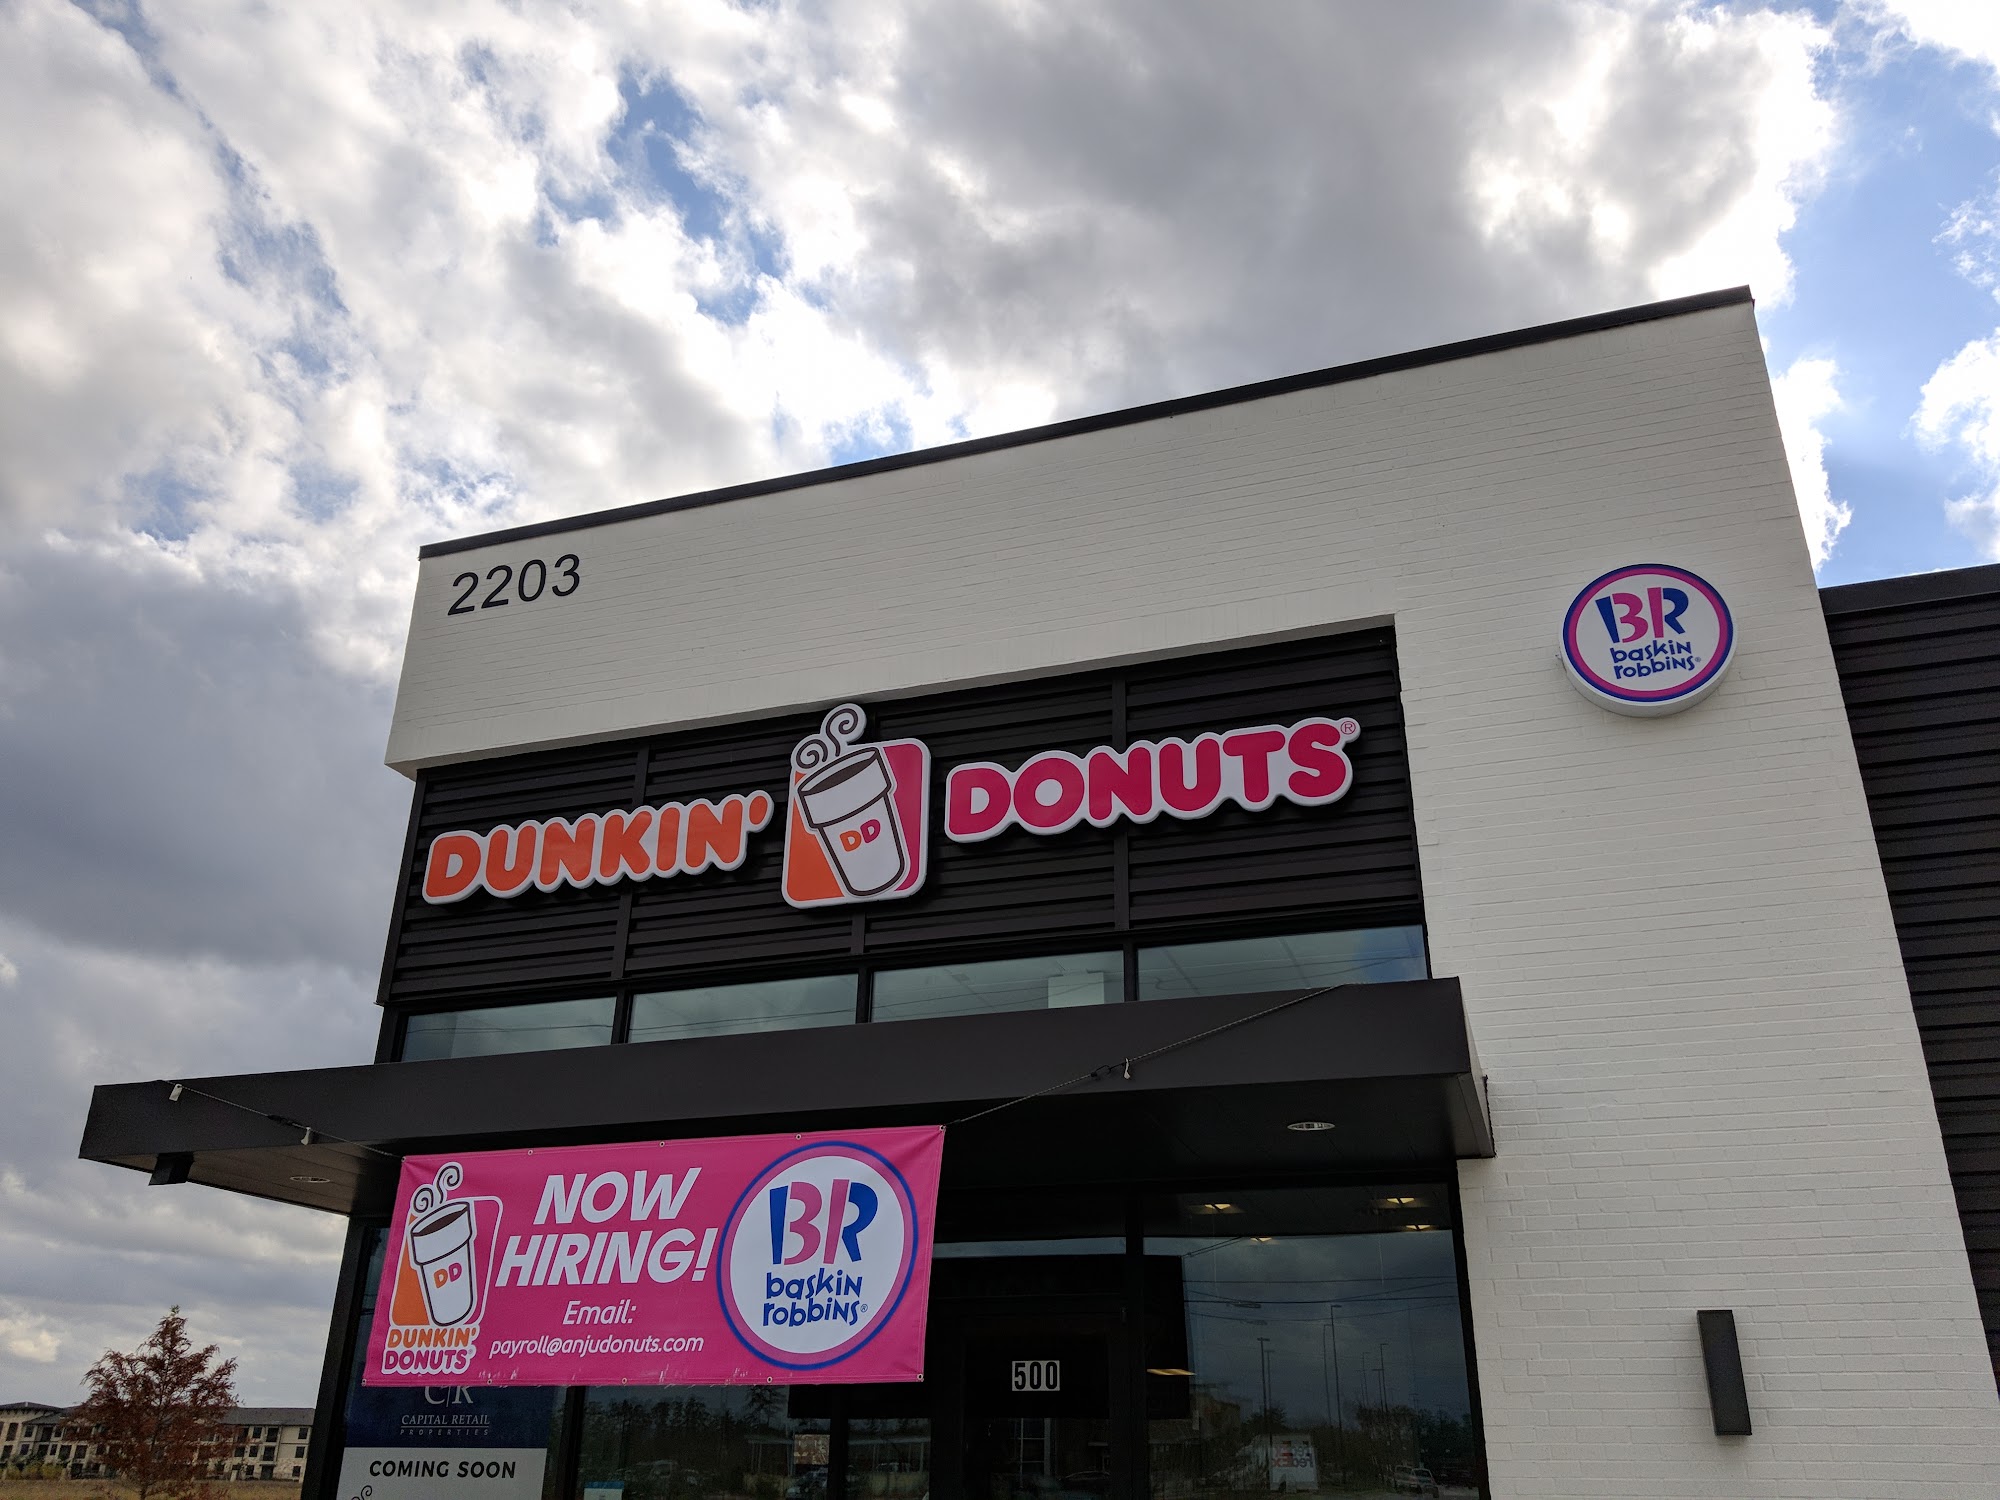 2203
BR
baskin
robbins®
DUNKIN' DD DONUTS®
NOW
HIRING!
Email:
payroll@anjudonuts.com
DD
DUNKIN'
DONUTS
BR
baskin
robbins®
500
C|R
CAPITAL RETAIL
PROPERTIES
COMING SOON